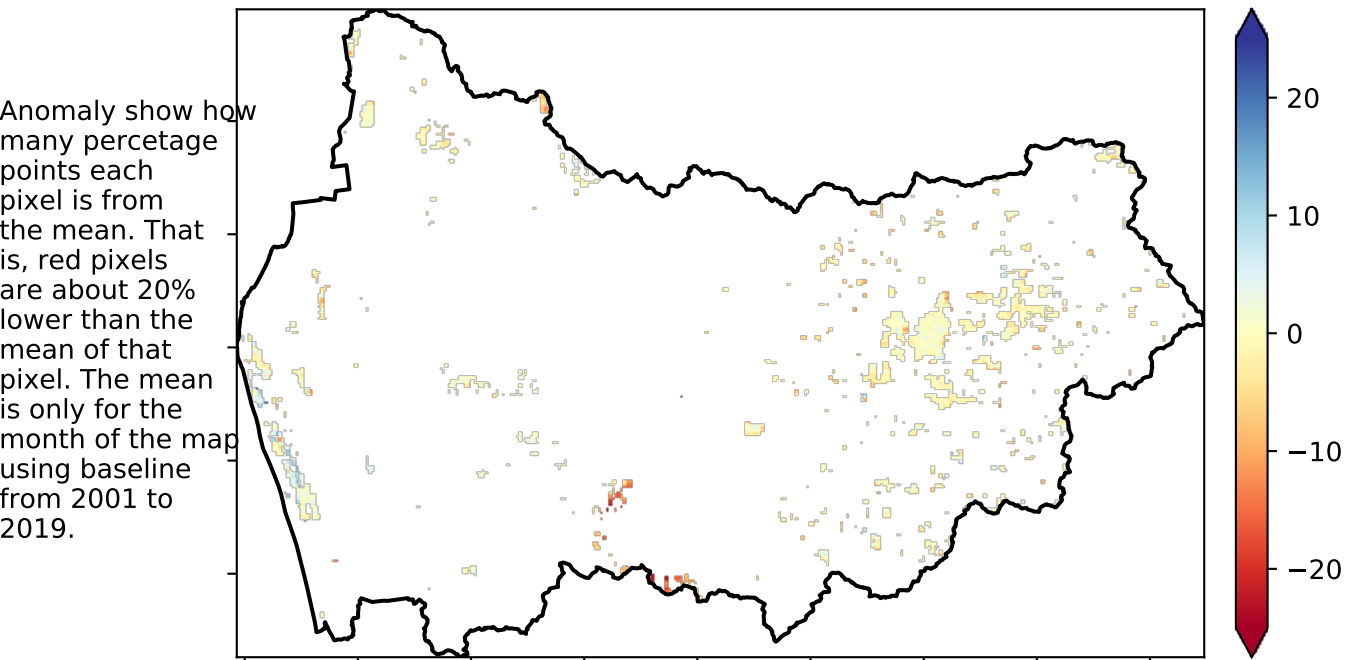 Anomaly show how
many percetage
points each
pixel is from
the mean. That
is, red pixels
are about 20%
lower than the
mean of that
pixel. The mean
is only for the
month of the map
using baseline
from 2001 to
2019.
20
10
0
−10
−20